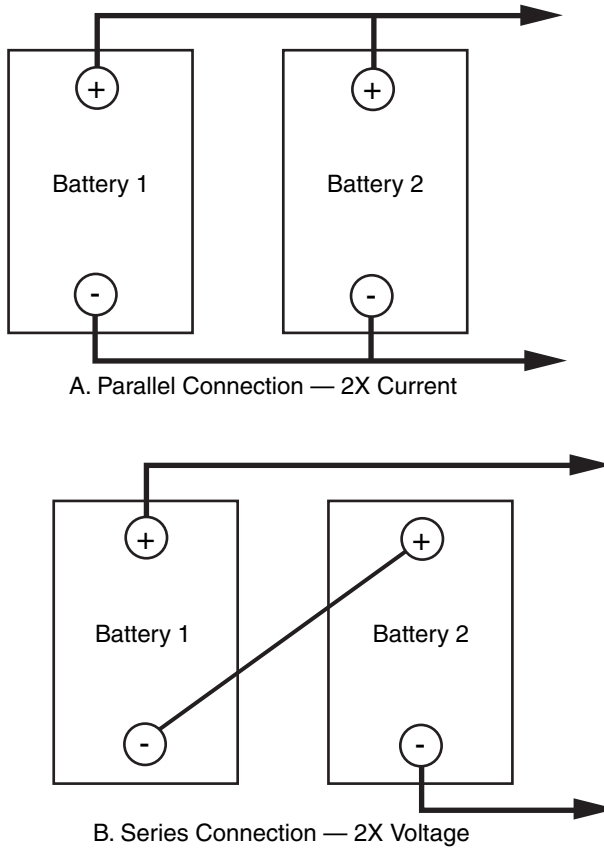 +
+
Battery 1
Battery 2
-
-
A. Parallel Connection — 2X Current
+
+
Battery 1
Battery 2
-
-
B. Series Connection — 2X Voltage